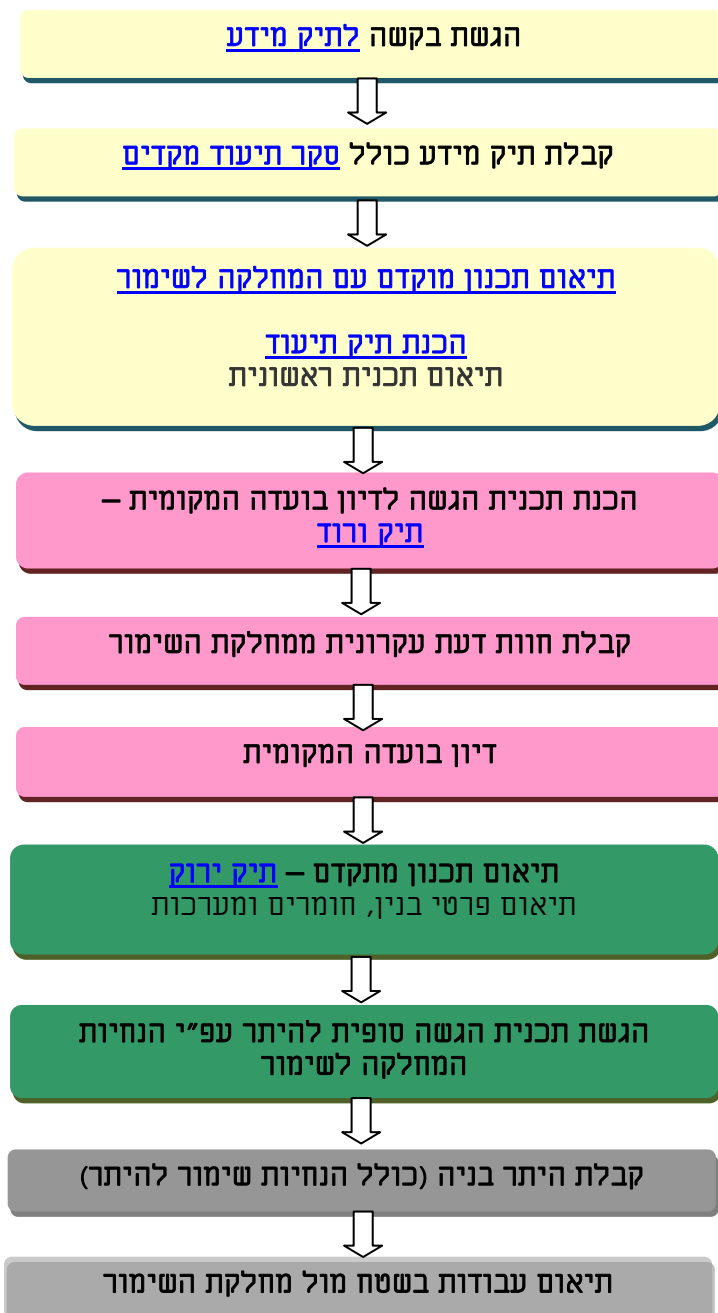 הגשת בקשה לתיק מידע
קבלת תיק מידע כולל סקר תיעוד מקדים
תיאום תכנון מוקדם עם המחלקה לשימור
הכנת תיק תיעוד
תיאום תכנית ראשונית
הכנת תכנית הגשה לדיון בועדה המקומית –
תיק ורוד
קבלת חוות דעת עקרונית ממחלקת השימור
דיון בועדה המקומית
תיאום תכנון מתקדם – תיק ירוק
תיאום פרטי בנין, חומרים ומערכות
הגשת תכנית הגשה סופית להיתר עפ״י הנחיות
המחלקה לשימור
קבלת היתר בניה (כולל הנחיות שימור להיתר)
תיאום עבודות בשטח מול מחלקת השימור